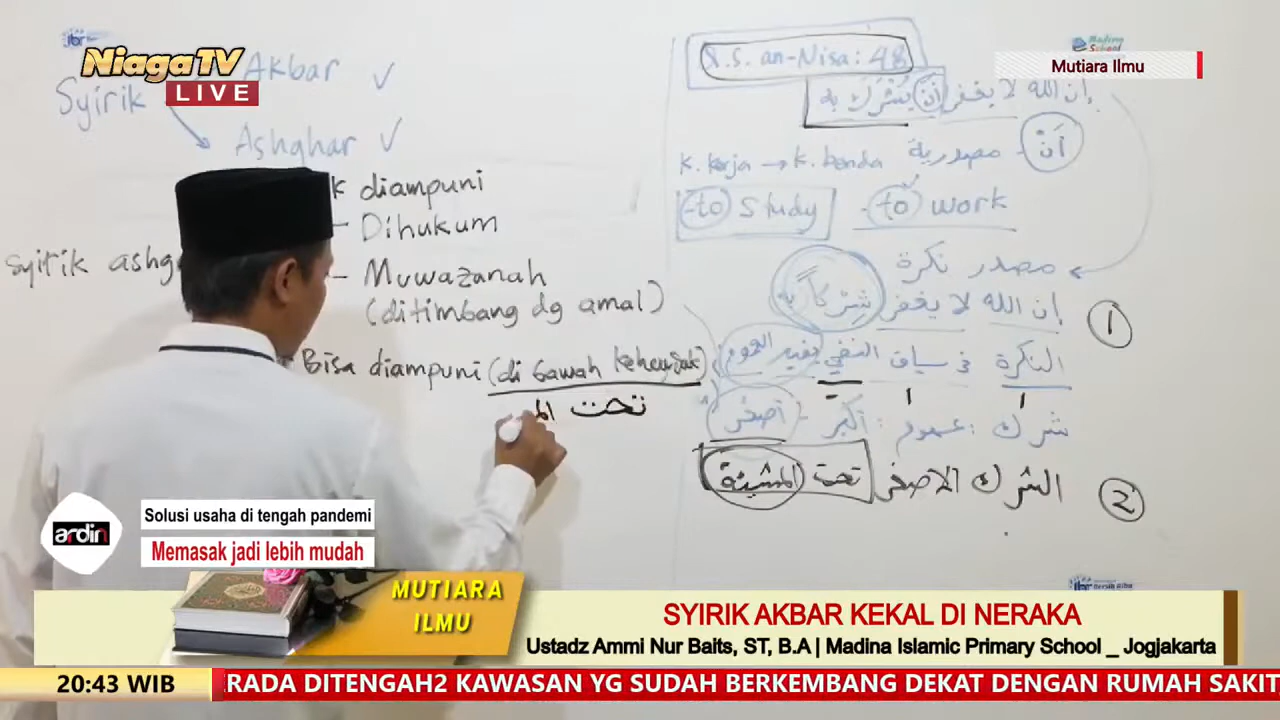 NiagaTV
LIVE
Syirik
Akbar ✓
Ashghar ✓
k diampuni
- Dihukum
Syirik ashg
- Muwazanah
(ditimbang dg amal)
Bisa diampuni (di bawah kehendak)
تحت الم
Madina
School
Mutiara Ilmu
Q.S. an-Nisa: 48
إن الله لا يغفر أن يُشْرَك به
أَنْ - مصدرية k. kerja → k. benda
to study - to work
مصدر نكرة
إن الله لا يغفر شِرْكاً به ①
النكرة في سياق النفي يفيد العموم
شرك : عموم : أكبر - أصغر
الشرك الاصغر تحت المشيئة ②
ardin
Solusi usaha di tengah pandemi
Memasak jadi lebih mudah
MUTIARA
ILMU
SYIRIK AKBAR KEKAL DI NERAKA
Ustadz Ammi Nur Baits, ST, B.A | Madina Islamic Primary School _ Jogjakarta
20:43 WIB
ERADA DITENGAH2 KAWASAN YG SUDAH BERKEMBANG DEKAT DENGAN RUMAH SAKIT